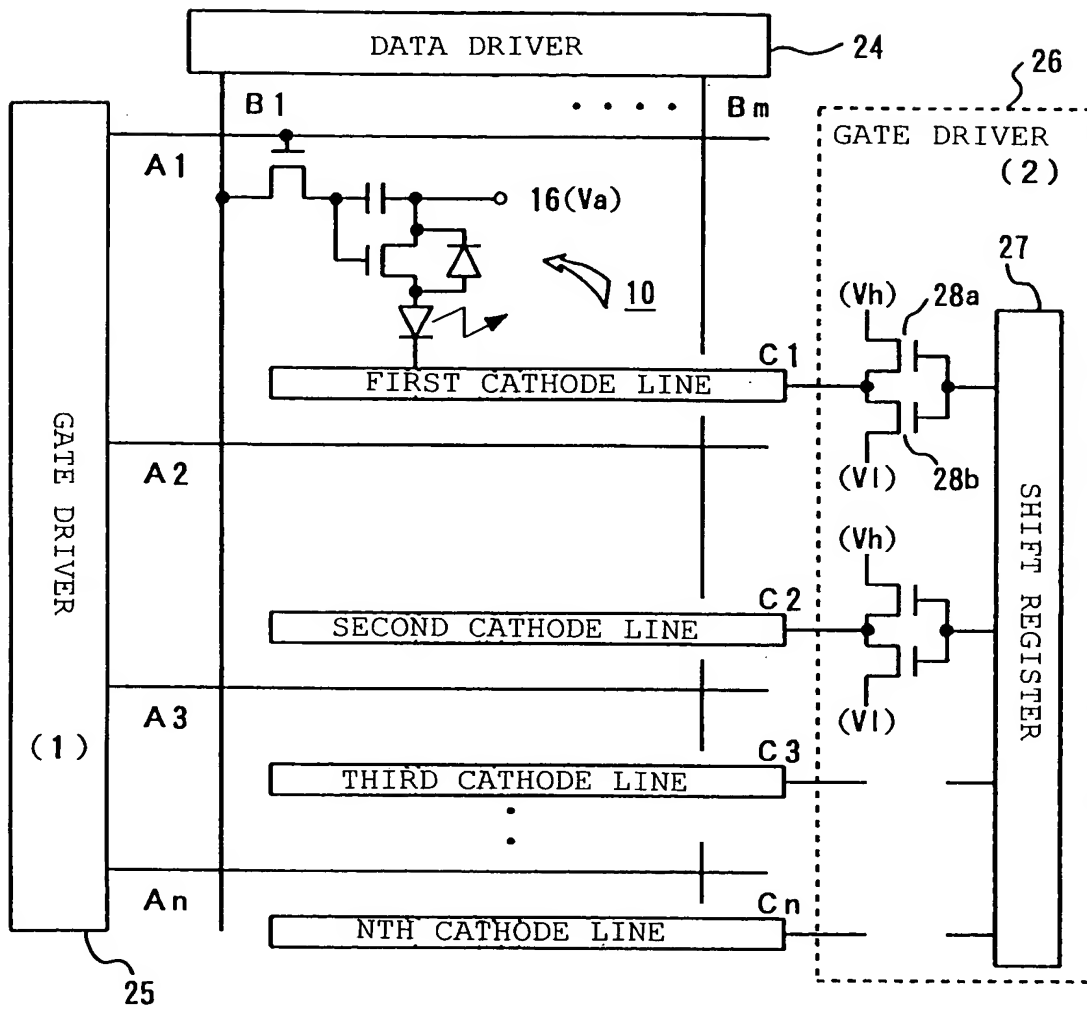 DATA DRIVER
24
26
B1
• • • •
Bm
GATE DRIVER
(2)
A1
16(Va)
10
27
(Vh)
28a
C1
FIRST CATHODE LINE
(Vl)
28b
A2
GATE DRIVER
(1)
SHIFT REGISTER
(Vh)
C2
SECOND CATHODE LINE
(Vl)
A3
C3
THIRD CATHODE LINE
An
Cn
NTH CATHODE LINE
25